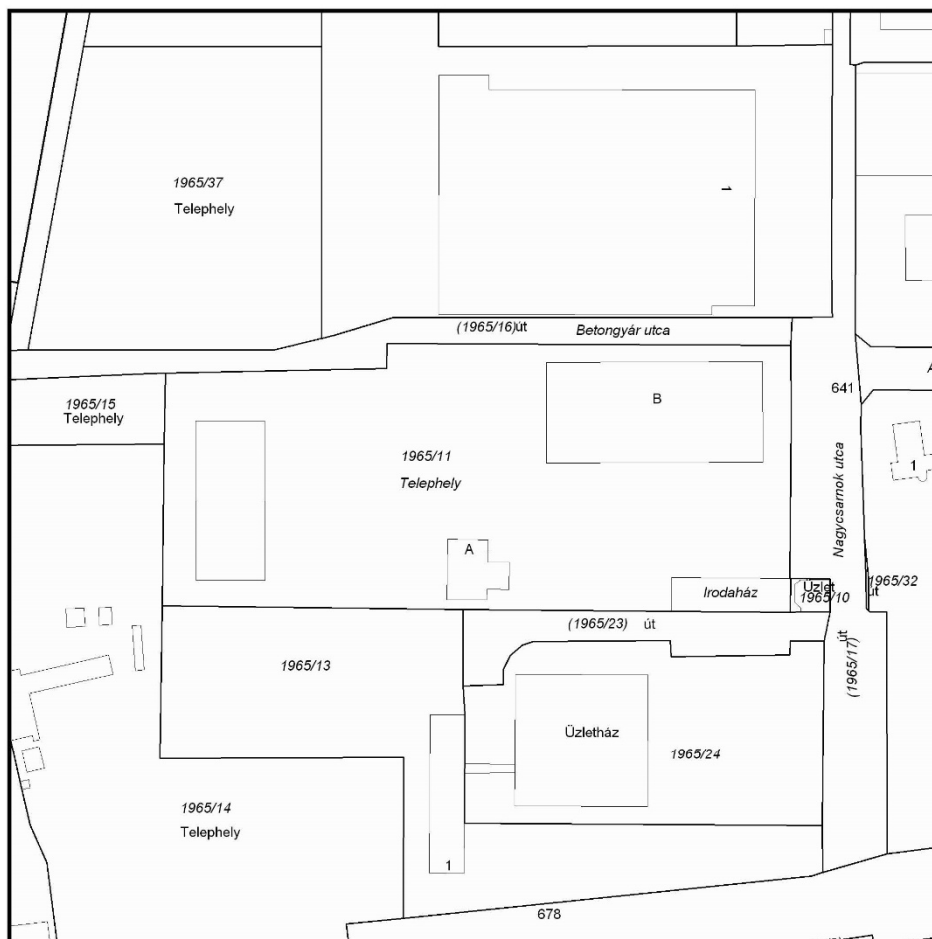 1965/37
Telephely
1
(1965/16)út
Betongyár utca
641
1965/15
Telephely
B
1965/11
Telephely
Nagycsarnok utca
1
A
Irodaház
Üzlet
1965/10
1965/32
út
(1965/23) út
út
(1965/17)
1965/13
Üzletház
1965/24
1965/14
Telephely
1
678